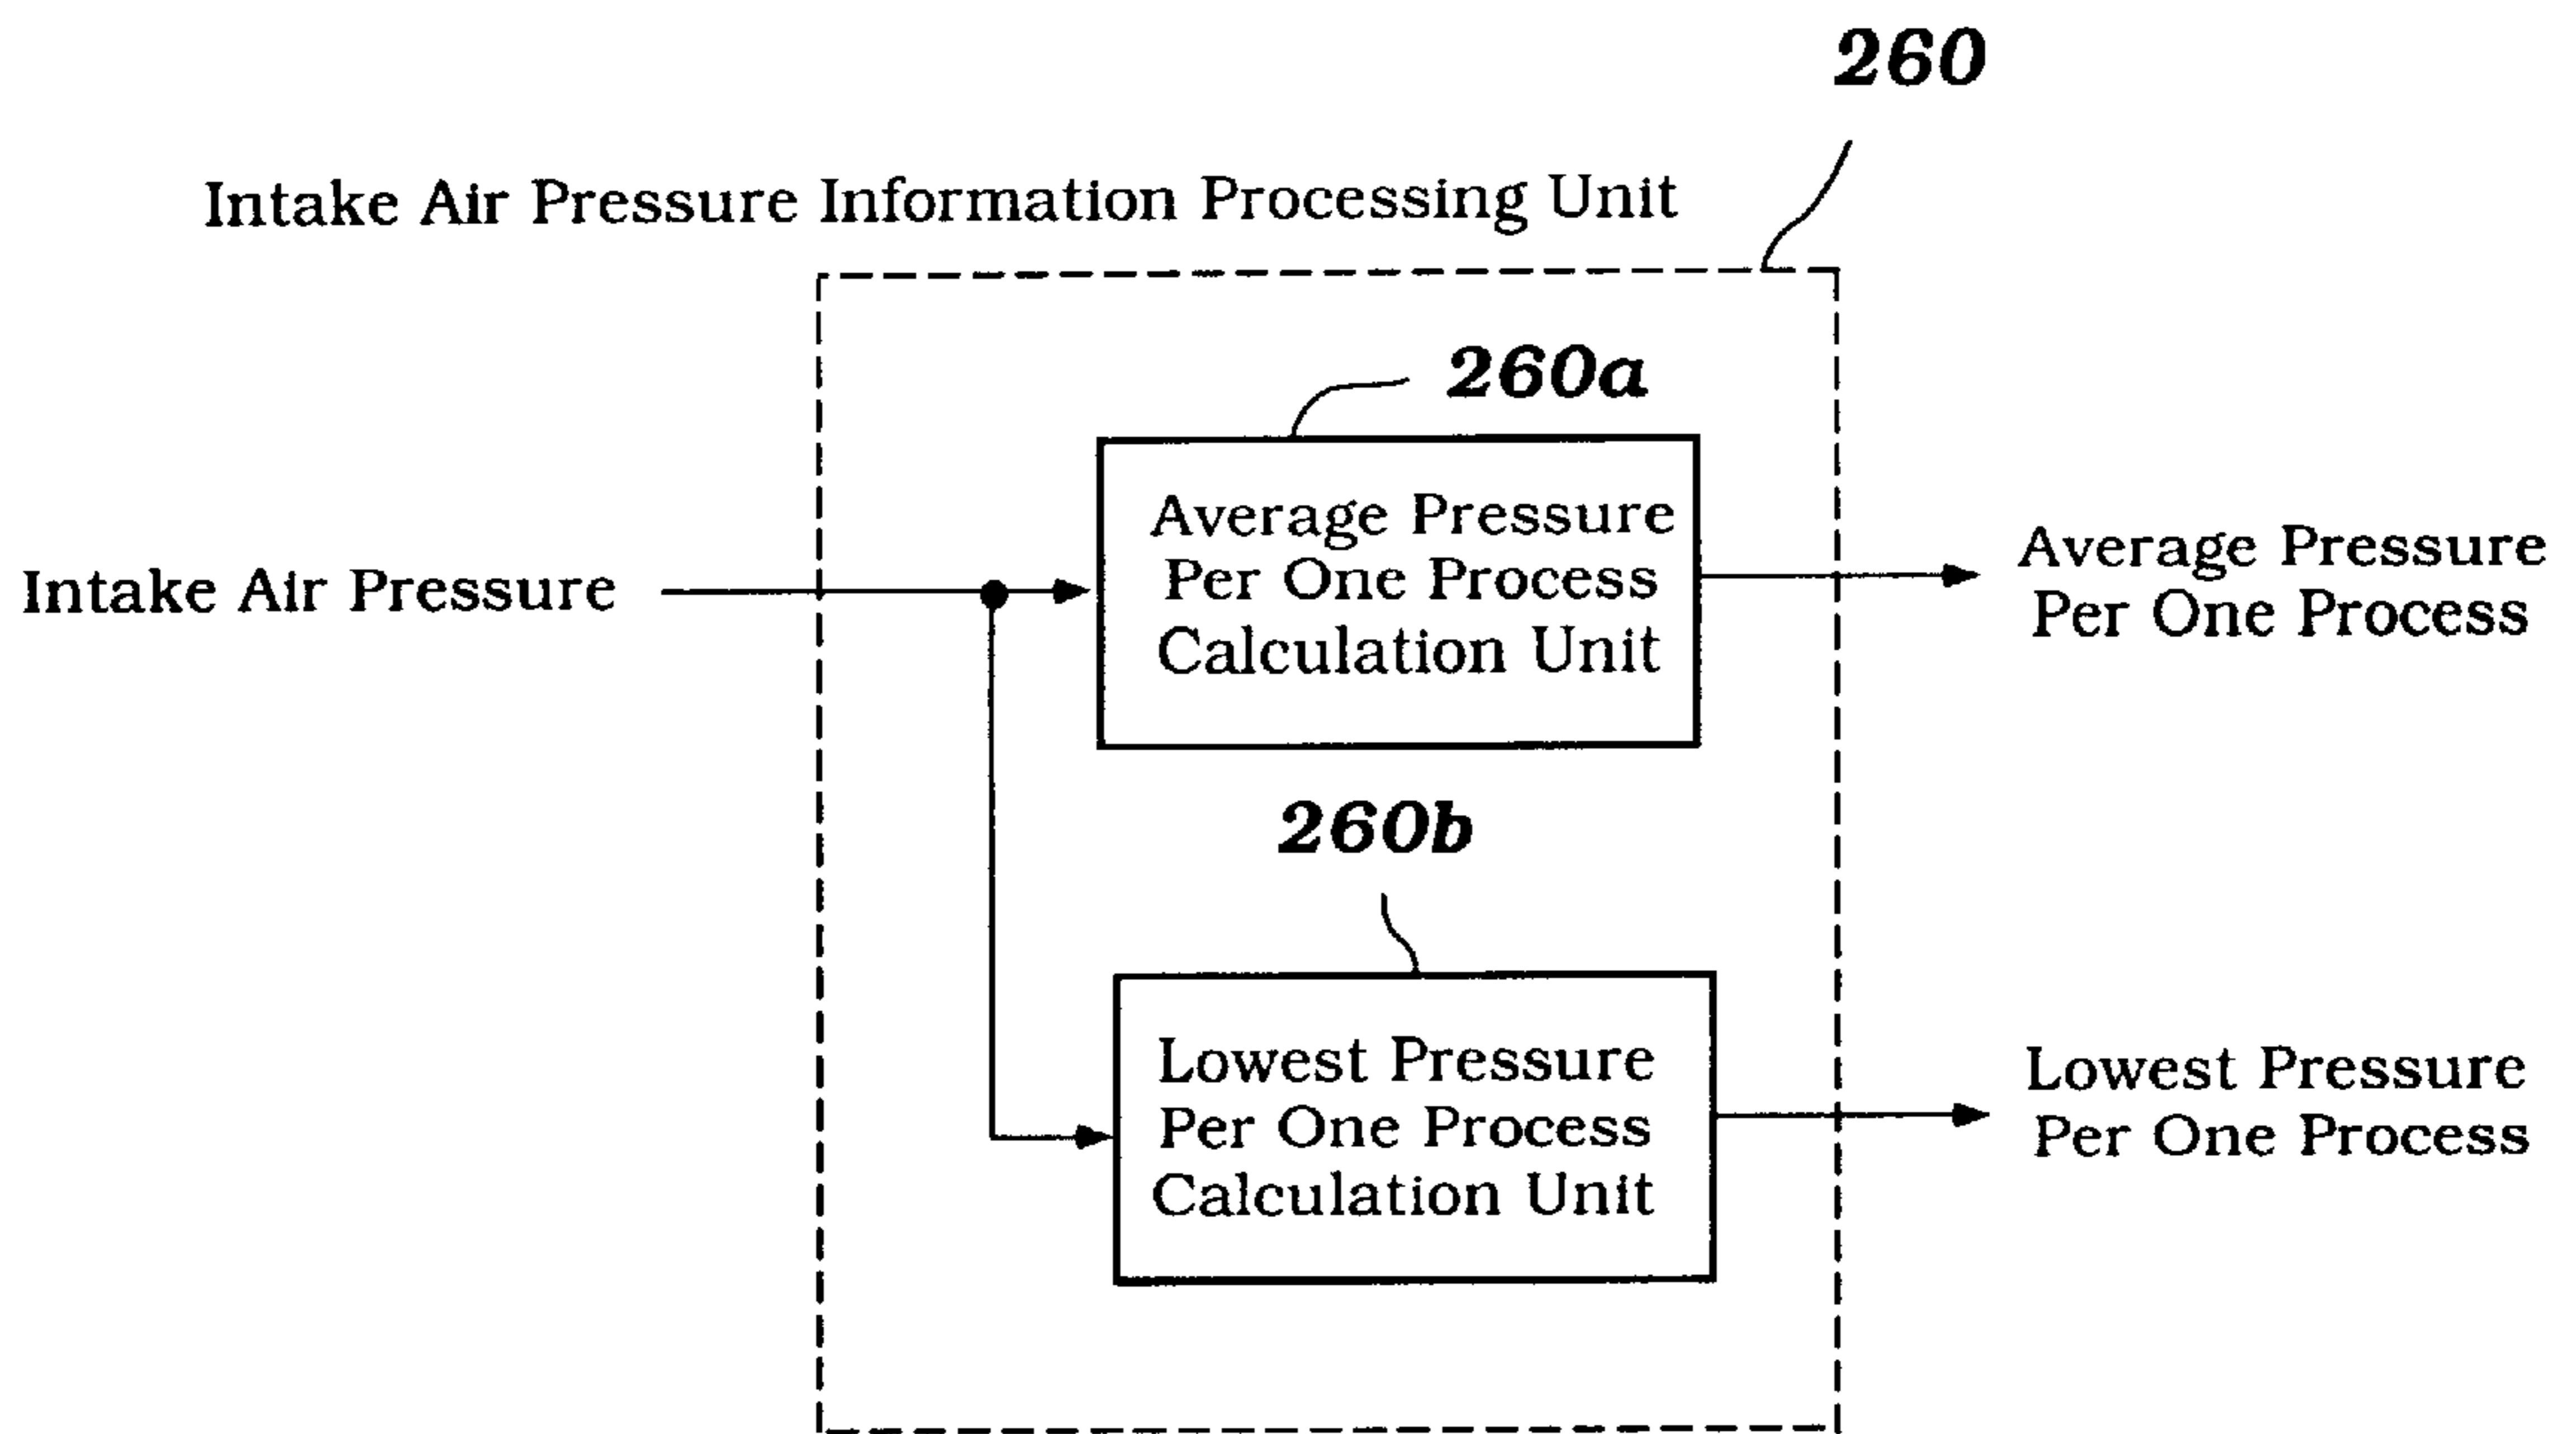 260
Intake Air Pressure Information Processing Unit
260a
Average Pressure
Per One Process
Calculation Unit
Intake Air Pressure
Average Pressure
Per One Process
260b
Lowest Pressure
Per One Process
Calculation Unit
Lowest Pressure
Per One Process